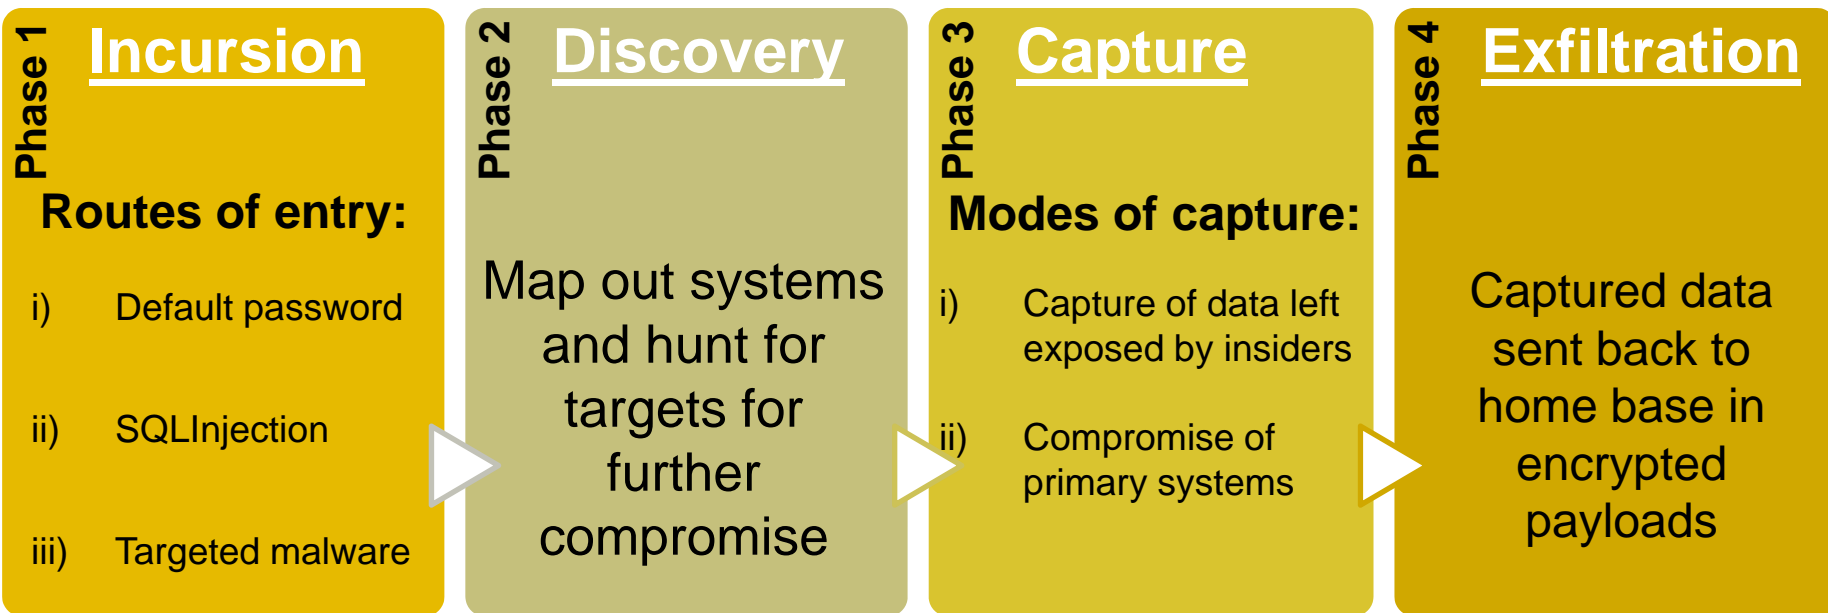 Phase 1
Incursion
Routes of entry:
i) Default password
ii) SQLInjection
iii) Targeted malware
Phase 2
Discovery
Map out systems
and hunt for
targets for
further
compromise
Phase 3
Capture
Modes of capture:
i) Capture of data left
exposed by insiders
ii) Compromise of
primary systems
Phase 4
Exfiltration
Captured data
sent back to
home base in
encrypted
payloads